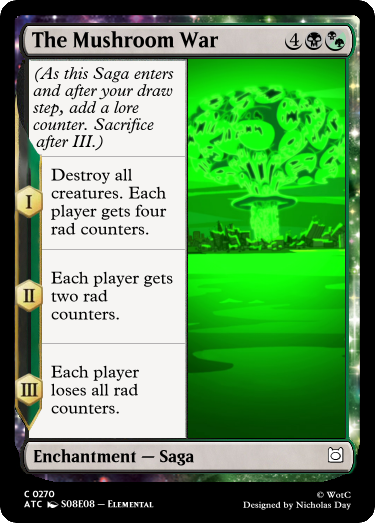 The Mushroom War 4
(As this Saga enters
and after your draw
step, add a lore
counter. Sacrifice
after III.)
I
Destroy all
creatures. Each
player gets four
rad counters.
II
Each player gets
two rad
counters.
III
Each player
loses all rad
counters.
Enchantment — Saga
C 0270
ATC S08E08 – Elemental
© WotC
Designed by Nicholas Day